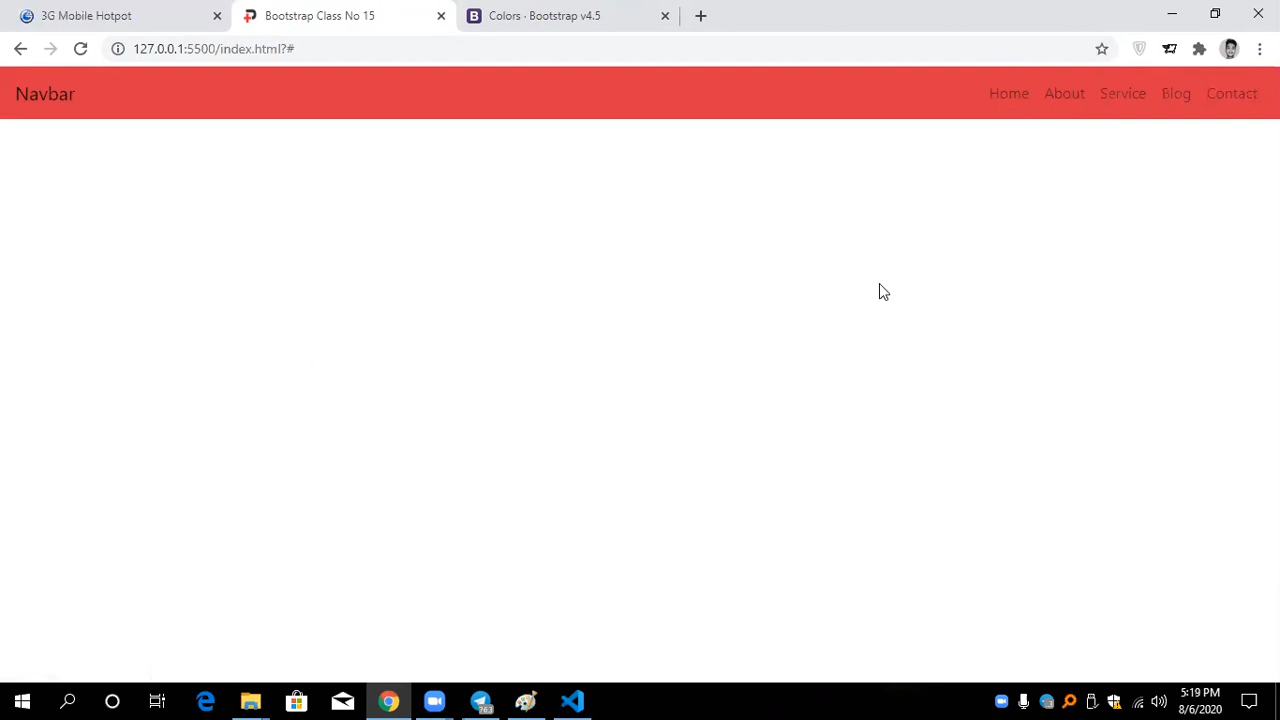 3G Mobile Hotpot
Bootstrap Class No 15
Colors · Bootstrap v4.5
127.0.0.1:5500/index.html?#
Navbar
Home About Service Blog Contact
763
5:19 PM
8/6/2020